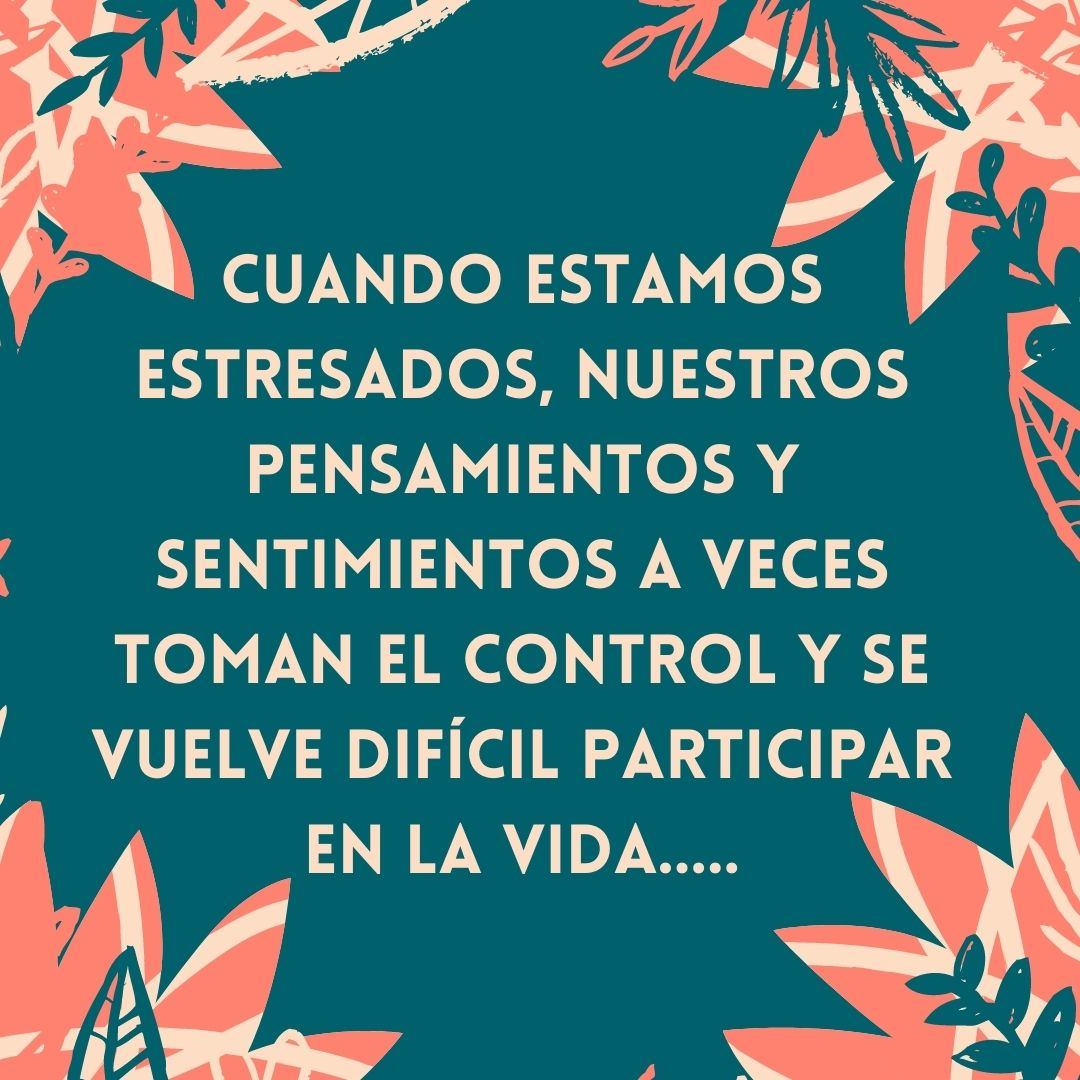 CUANDO ESTAMOS
ESTRESADOS, NUESTROS
PENSAMIENTOS Y
SENTIMIENTOS A VECES
TOMAN EL CONTROL Y SE
VUELVE DIFÍCIL PARTICIPAR
EN LA VIDA.....